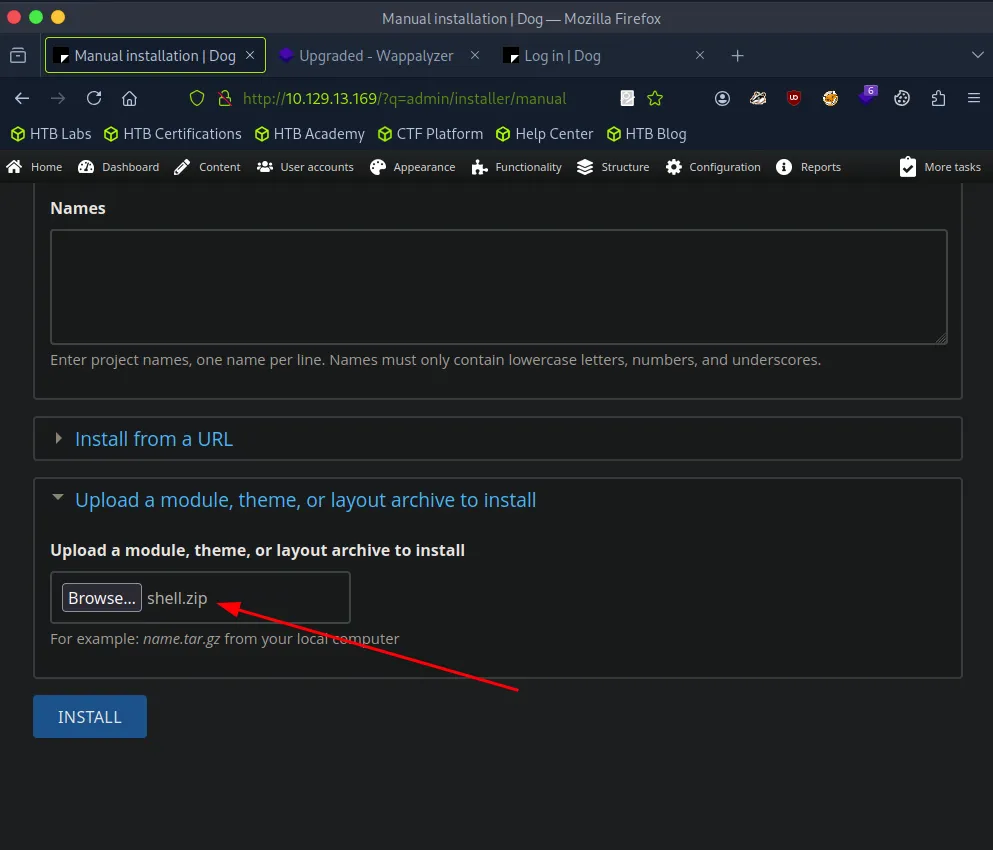 Manual installation | Dog — Mozilla Firefox
Manual installation | Dog
Upgraded - Wappalyzer
Log in | Dog
http://10.129.13.169/?q=admin/installer/manual
6
HTB Labs HTB Certifications HTB Academy CTF Platform Help Center HTB Blog
Home Dashboard Content User accounts Appearance Functionality Structure Configuration Reports More tasks
Names
Enter project names, one name per line. Names must only contain lowercase letters, numbers, and underscores.
Install from a URL
Upload a module, theme, or layout archive to install
Upload a module, theme, or layout archive to install
Browse... shell.zip
For example: name.tar.gz from your local computer
INSTALL